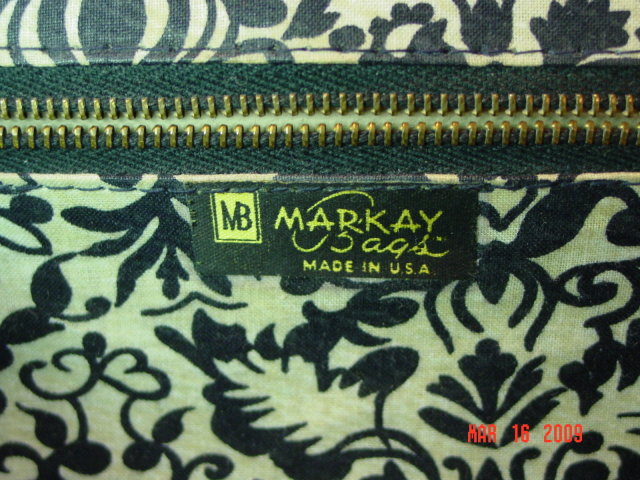 MB
MARKAY
Bags
MADE IN U.S.A.
MAR 16 2009